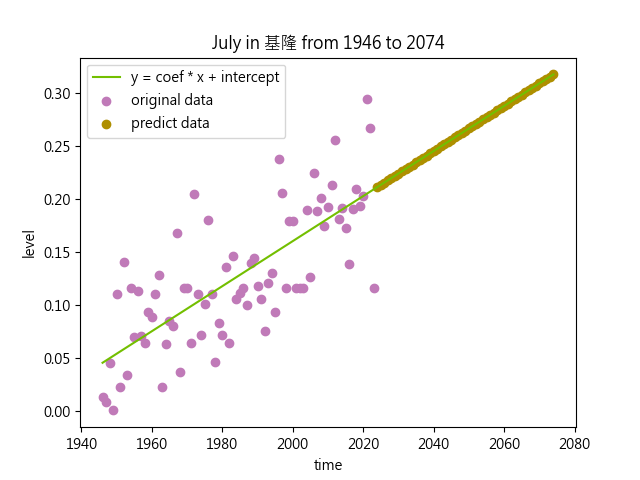 July in 基隆 from 1946 to 2074
y = coef * x + intercept
original data
predict data
0.30
0.25
0.20
0.15
0.10
0.05
0.00
level
1940 1960 1980 2000 2020 2040 2060 2080
time